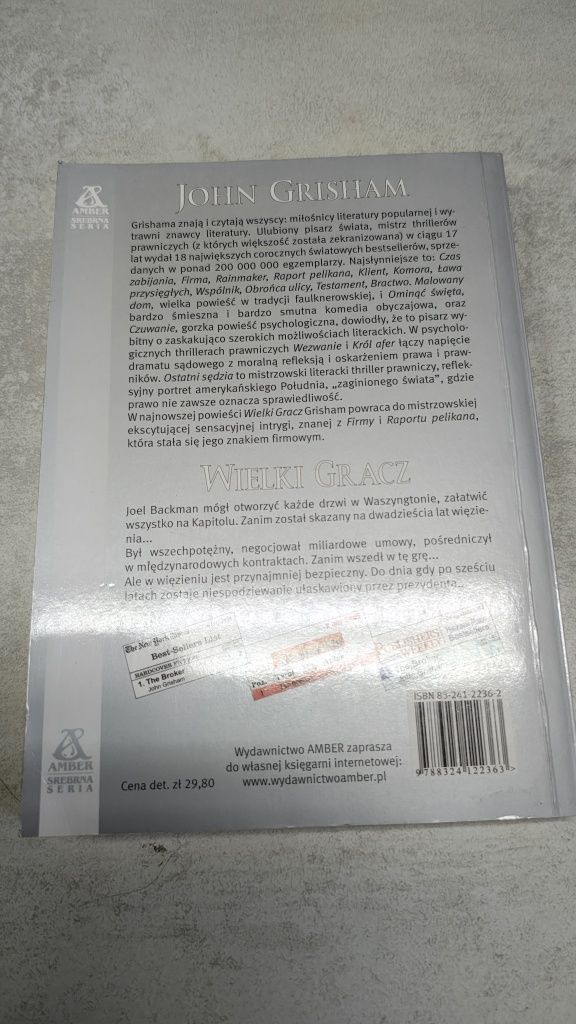 AMBER
SREBRNA
SERIA
JOHN GRISHAM
Grishama znają i czytają wszyscy: miłośnicy literatury popularnej i wy-
trawni znawcy literatury. Ulubiony pisarz świata, mistrz thrillerów
prawniczych (z których większość została zekranizowana) w ciągu 17
lat wydał 18 największych corocznych światowych bestsellerów, sprze-
danych w ponad 200 000 000 egzemplarzy. Najsłynniejsze to: Czas
zabijania, Firma, Rainmaker, Raport pelikana, Klient, Komora, Ława
przysięgłych, Wspólnik, Obrońca ulicy, Testament, Bractwo. Malowany
dom, wielka powieść w tradycji faulknerowskiej, i Ominąć święta,
bardzo śmieszna i bardzo smutna komedia obyczajowa, oraz
Czuwanie, gorzka powieść psychologiczna, dowiodły, że to pisarz wy-
bitny o zaskakująco szerokich możliwościach literackich. W psycholo-
gicznych thrillerach prawniczych Wezwanie i Król afer łączy napięcie
dramatu sądowego z moralną refleksją i oskarżeniem prawa i praw-
ników. Ostatni sędzia to mistrzowski literacki thriller prawniczy, reflek-
syjny portret amerykańskiego Południa, „zaginionego świata”, gdzie
prawo nie zawsze oznacza sprawiedliwość.
W najnowszej powieści Wielki Gracz Grisham powraca do mistrzowskiej
ekscytującej sensacyjnej intrygi, znanej z Firmy i Raportu pelikana,
która stała się jego znakiem firmowym.
WIELKI GRACZ
Joel Backman mógł otworzyć każde drzwi w Waszyngtonie, załatwić
wszystko na Kapitolu. Zanim został skazany na dwadzieścia lat więzie-
nia...
Był wszechpotężny, negocjował miliardowe umowy, pośredniczył
w międzynarodowych kontraktach. Zanim wszedł w tę grę...
Ale w więzieniu jest przynajmniej bezpieczny. Do dnia gdy po sześciu
latach zostaje niespodziewanie ułaskawiony przez prezydenta...
The New York
Best-Sellers List
HARDCOVER
1. The Broker
John Grisham
PUBLISHERS
WEEKLY
Bestsellers
ISBN 83-241-2236-2
9 788324 122363 >
Wydawnictwo AMBER zaprasza
do własnej księgarni internetowej:
www.wydawnictwoamber.pl
Cena det. zł 29,80
AMBER
SREBRNA
SERIA